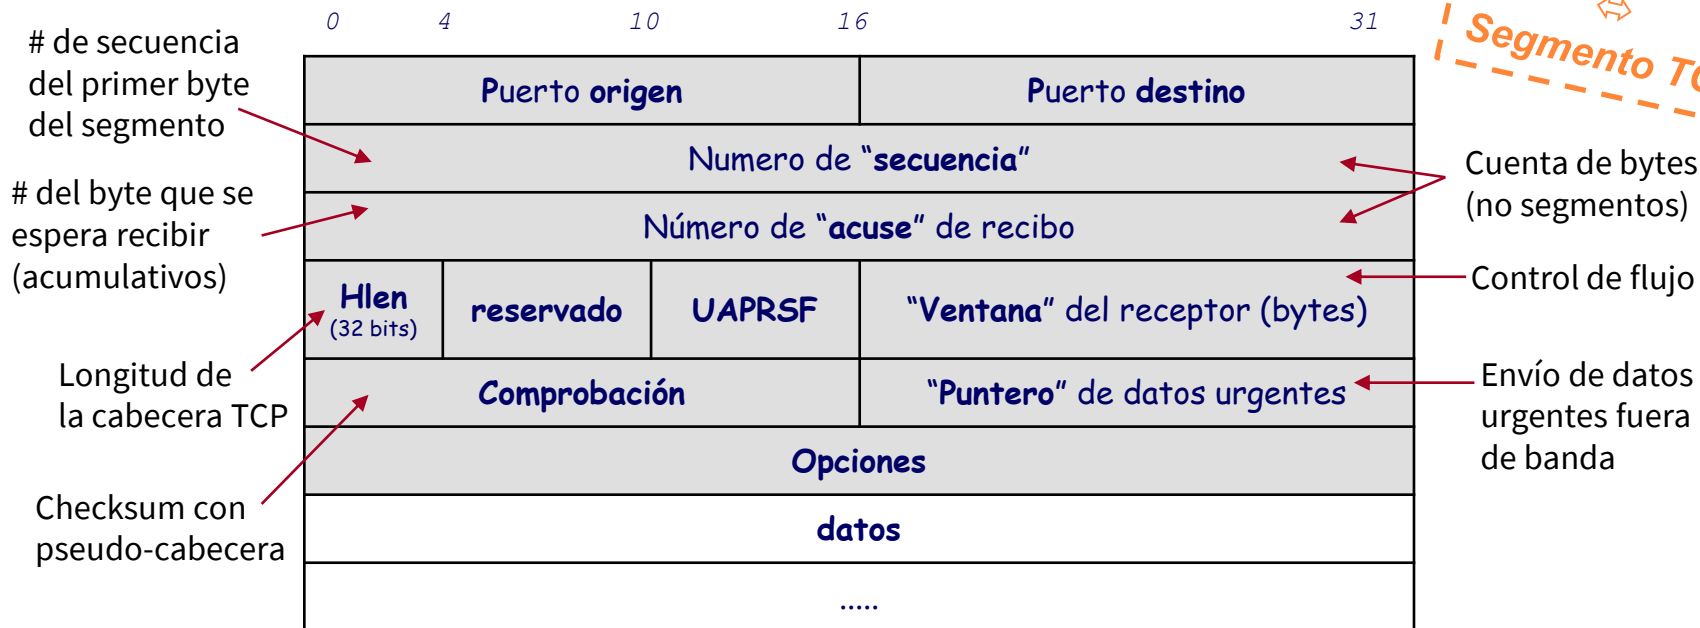 0 4 10 16 31
Segmento TC
# de secuencia
del primer byte
del segmento
Puerto origen
Puerto destino
Numero de “secuencia”
Cuenta de bytes
(no segmentos)
# del byte que se
espera recibir
(acumulativos)
Número de “acuse” de recibo
Hlen
(32 bits)
reservado
UAPRSF
“Ventana” del receptor (bytes)
Control de flujo
Longitud de
la cabecera TCP
Comprobación
“Puntero” de datos urgentes
Envío de datos
urgentes fuera
de banda
Opciones
Checksum con
pseudo-cabecera
datos
.....